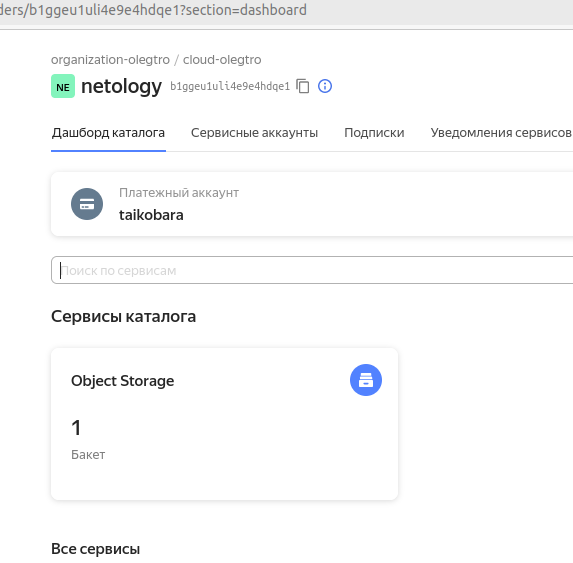 ders/b1ggeu1uli4e9e4hdqe1?section=dashboard
organization-olegtro / cloud-olegtro
NE netology b1ggeu1uli4e9e4hdqe1
Дашборд каталога Сервисные аккаунты Подписки Уведомления сервисов
Платежный аккаунт
taikobara
Поиск по сервисам
Сервисы каталога
Object Storage
1
Бакет
Все сервисы